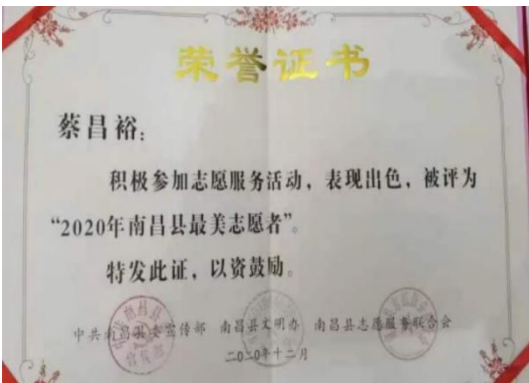 荣誉证书
蔡昌裕：
积极参加志愿服务活动，表现出色，被评为
“2020年南昌县最美志愿者”。
特发此证，以资鼓励。
中共南昌县委宣传部 南昌县文明办 南昌县志愿服务联合会
二〇二〇年十二月